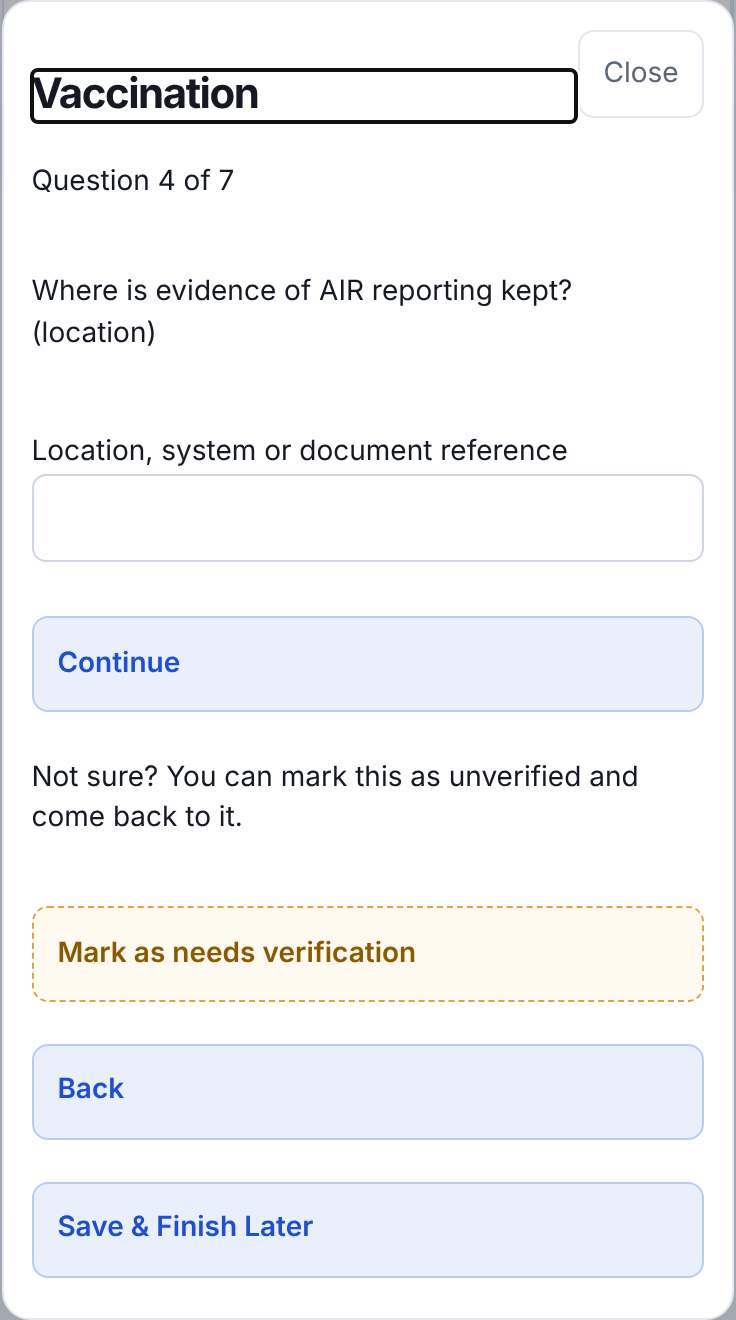 Vaccination
Close
Question 4 of 7
Where is evidence of AIR reporting kept?
(location)
Location, system or document reference
Continue
Not sure? You can mark this as unverified and
come back to it.
Mark as needs verification
Back
Save & Finish Later